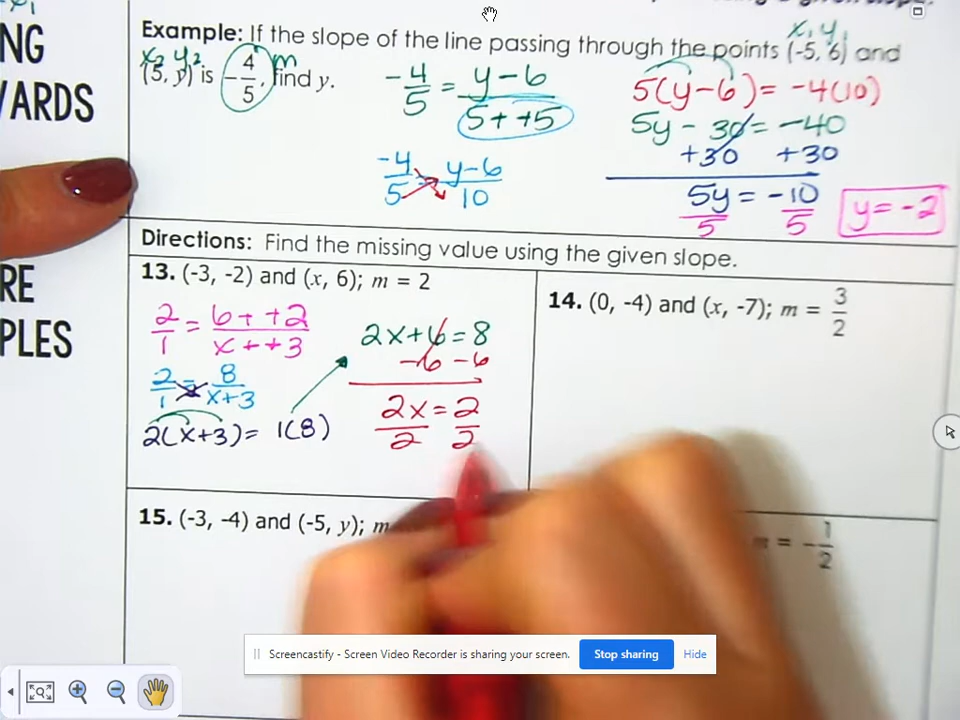 NG
YARDS
RE
PLES
Example: If the slope of the line passing through the points (-5, 6) and
x₁ y₁
(5, y) is -4/5, find y.
x₂ y₂
m
-4/5 = y-6/5++5
-4/5 = y-6/10
5(y-6) = -4(10)
5y - 30 = -40
+30 +30
5y = -10
5 5
y = -2
Directions: Find the missing value using the given slope.
13. (-3, -2) and (x, 6); m = 2
2/1 = 6++2/x++3
2/1 = 8/x+3
2(x+3) = 1(8)
2x+6=8
-6 -6
2x = 2
2 2
14. (0, -4) and (x, -7); m = 3/2
15. (-3, -4) and (-5, y); m
m = -1/2
Screencastify - Screen Video Recorder is sharing your screen.
Stop sharing
Hide